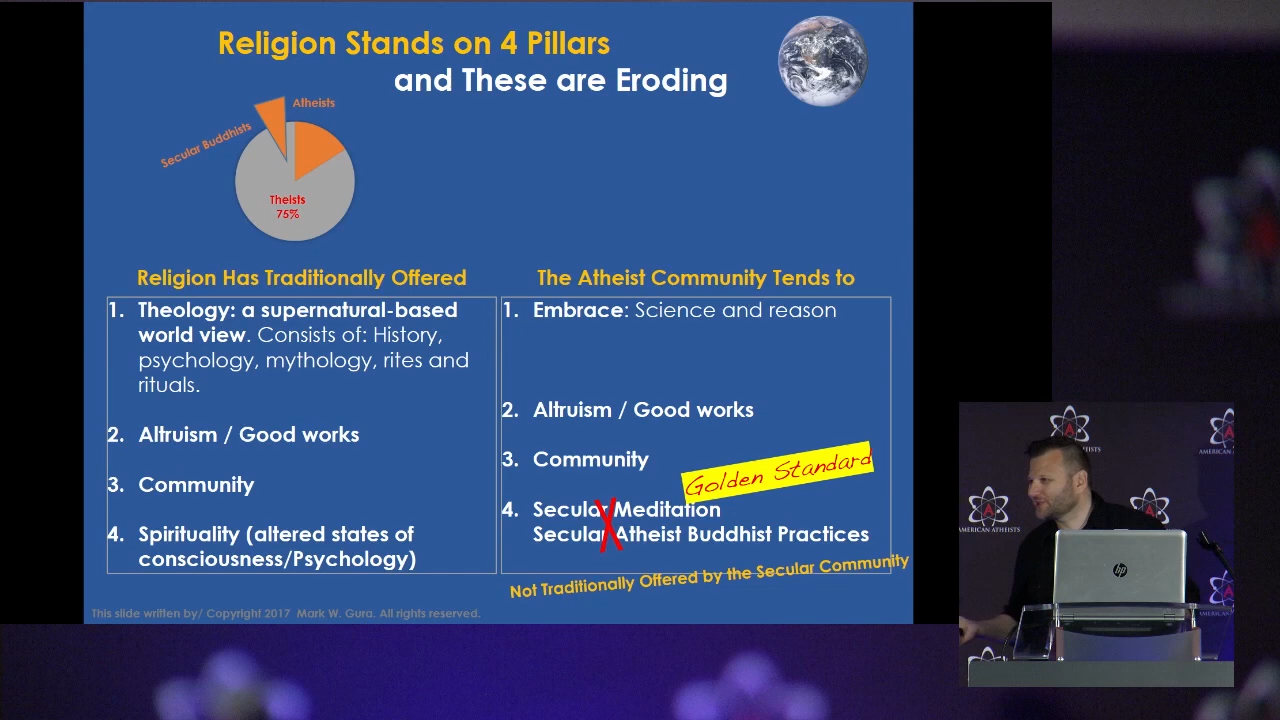 Religion Stands on 4 Pillars
and These are Eroding
Atheists
Secular Buddhists
Theists
75%
Religion Has Traditionally Offered
1. Theology: a supernatural-based
world view. Consists of: History,
psychology, mythology, rites and
rituals.
2. Altruism / Good works
3. Community
4. Spirituality (altered states of
consciousness/Psychology)
The Atheist Community Tends to
1. Embrace: Science and reason
2. Altruism / Good works
3. Community
Golden Standard
4. Secular Meditation
Secular Atheist Buddhist Practices
Not Traditionally Offered by the Secular Community
This slide written by/ Copyright 2017 Mark W. Gura. All rights reserved.
A
AMERICAN ATHEISTS
hp